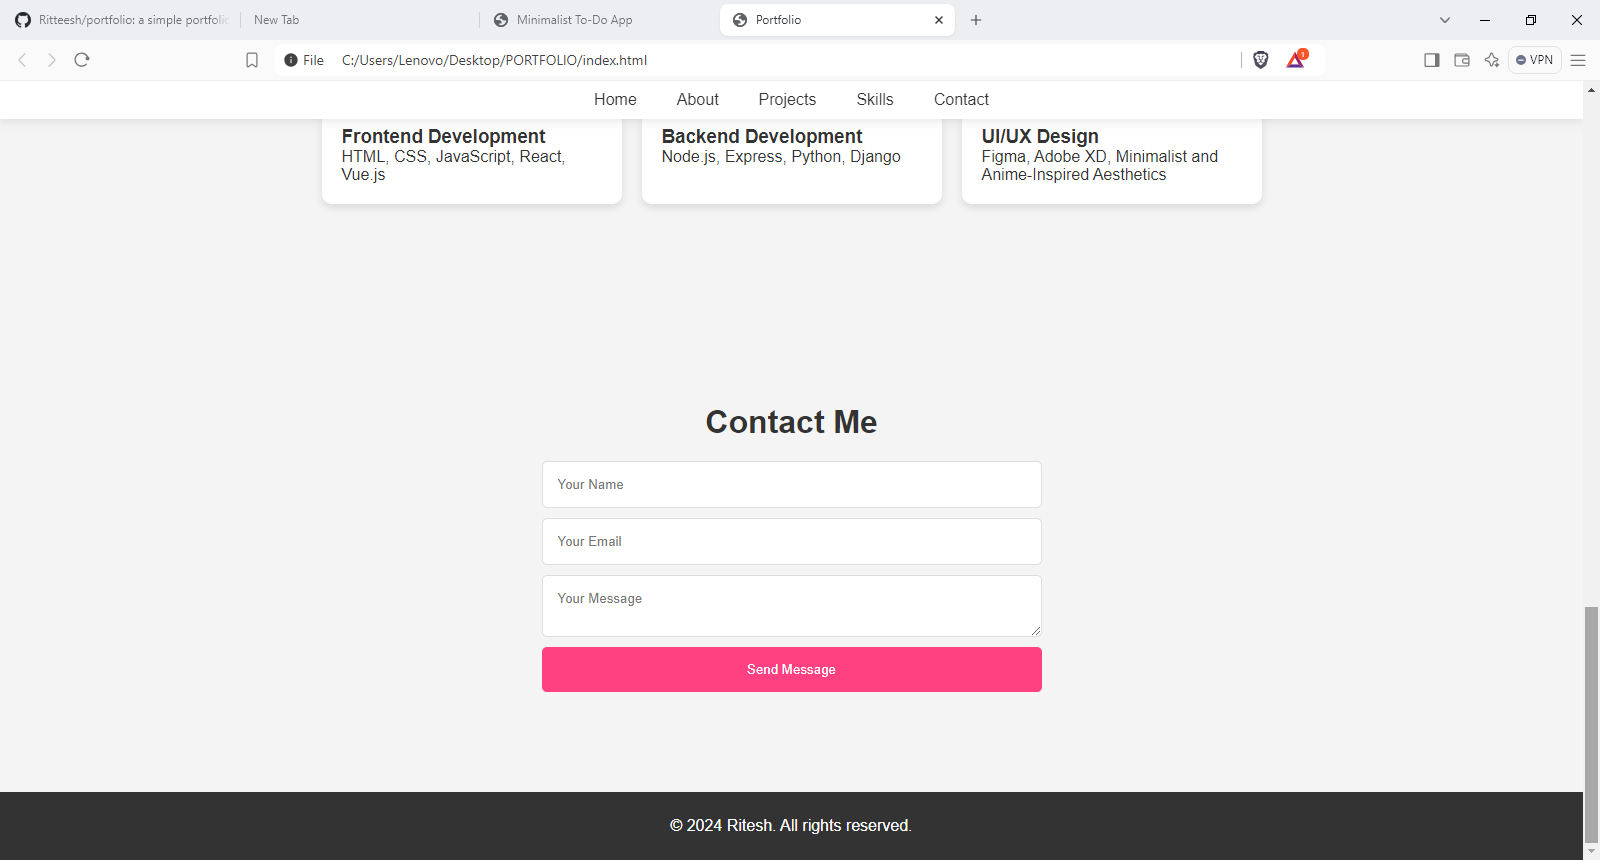 Ritteesh/portfolio: a simple portfolio
New Tab
Minimalist To-Do App
Portfolio
File
C:/Users/Lenovo/Desktop/PORTFOLIO/index.html
1
VPN
Home
About
Projects
Skills
Contact
Frontend Development
HTML, CSS, JavaScript, React,
Vue.js
Backend Development
Node.js, Express, Python, Django
UI/UX Design
Figma, Adobe XD, Minimalist and
Anime-Inspired Aesthetics
Contact Me
Your Name
Your Email
Your Message
Send Message
© 2024 Ritesh. All rights reserved.